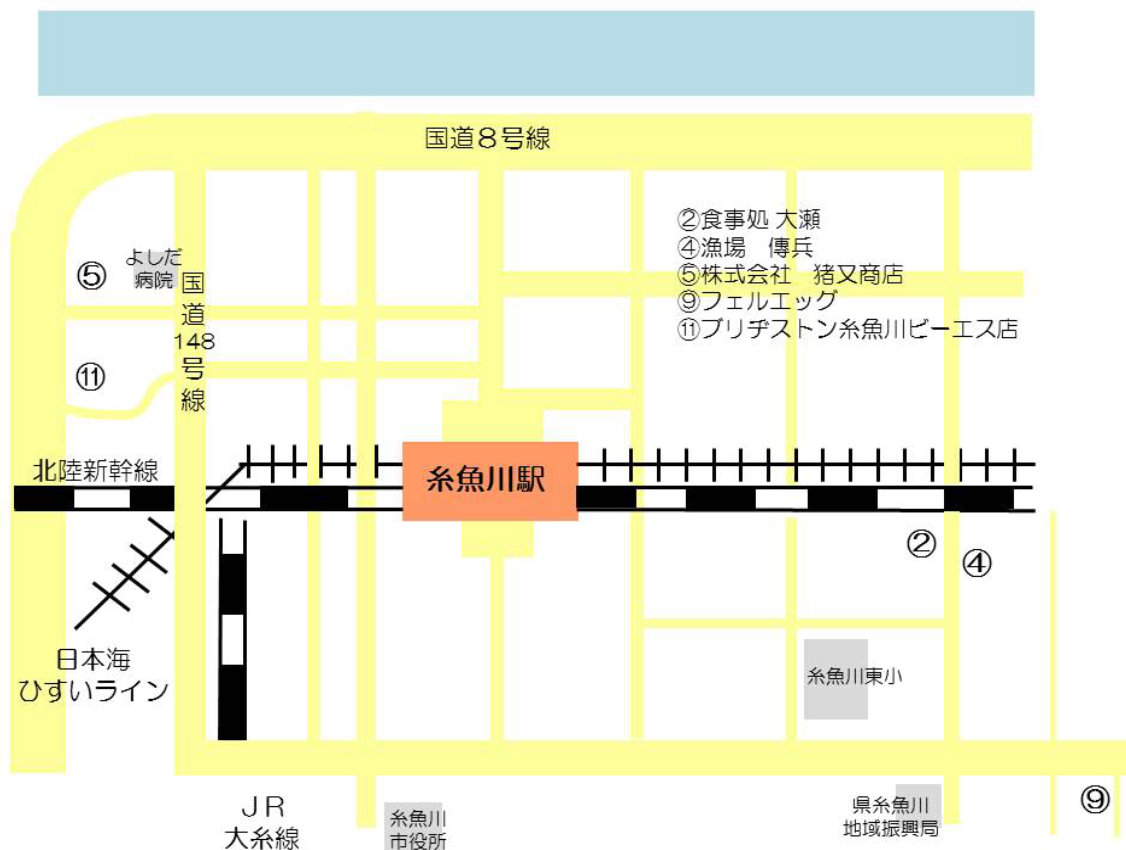 国道８号線
②食事処 大瀬
④漁場　傳兵
⑤株式会社　猪又商店
⑨フェルエッグ
⑪ブリヂストン糸魚川ビーエス店
よしだ
病院
⑤
国道148号線
⑪
北陸新幹線
糸魚川駅
②
④
日本海
ひすいライン
糸魚川東小
ＪＲ
大糸線
糸魚川
市役所
県糸魚川
地域振興局
⑨